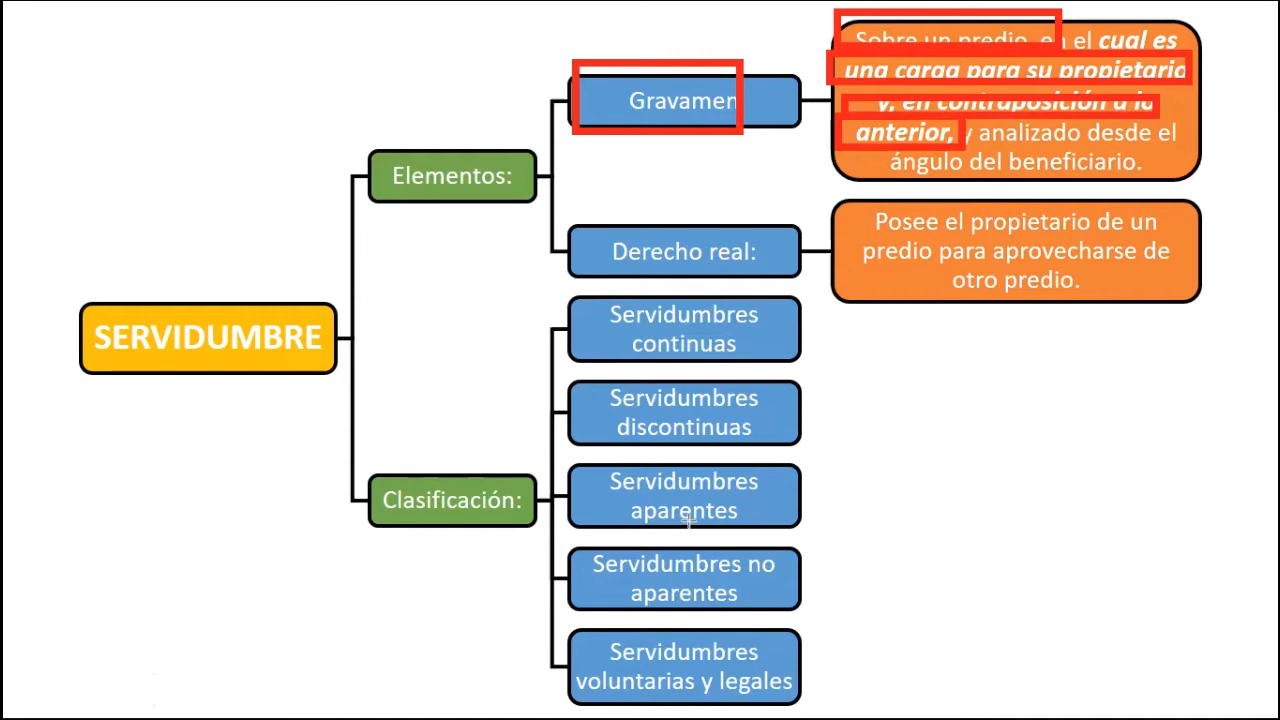 SERVIDUMBRE
Elementos:
Gravamen
Sobre un predio, en el cual es
una carga para su propietario
y, en contraposición a lo
anterior, y analizado desde el
ángulo del beneficiario.
Derecho real:
Posee el propietario de un
predio para aprovecharse de
otro predio.
Clasificación:
Servidumbres
continuas
Servidumbres
discontinuas
Servidumbres
aparentes
Servidumbres no
aparentes
Servidumbres
voluntarias y legales